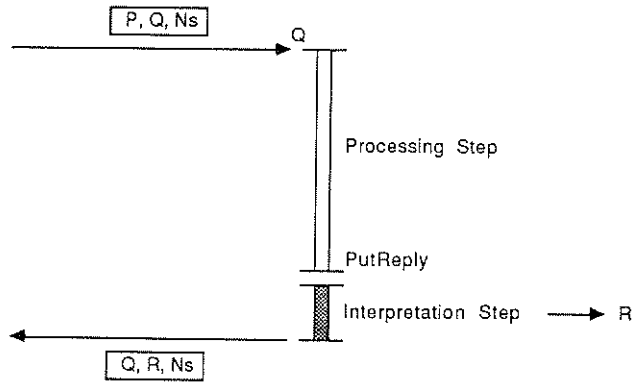 P, Q, Ns
Q
Processing Step
PutReply
Interpretation Step
R
Q, R, Ns